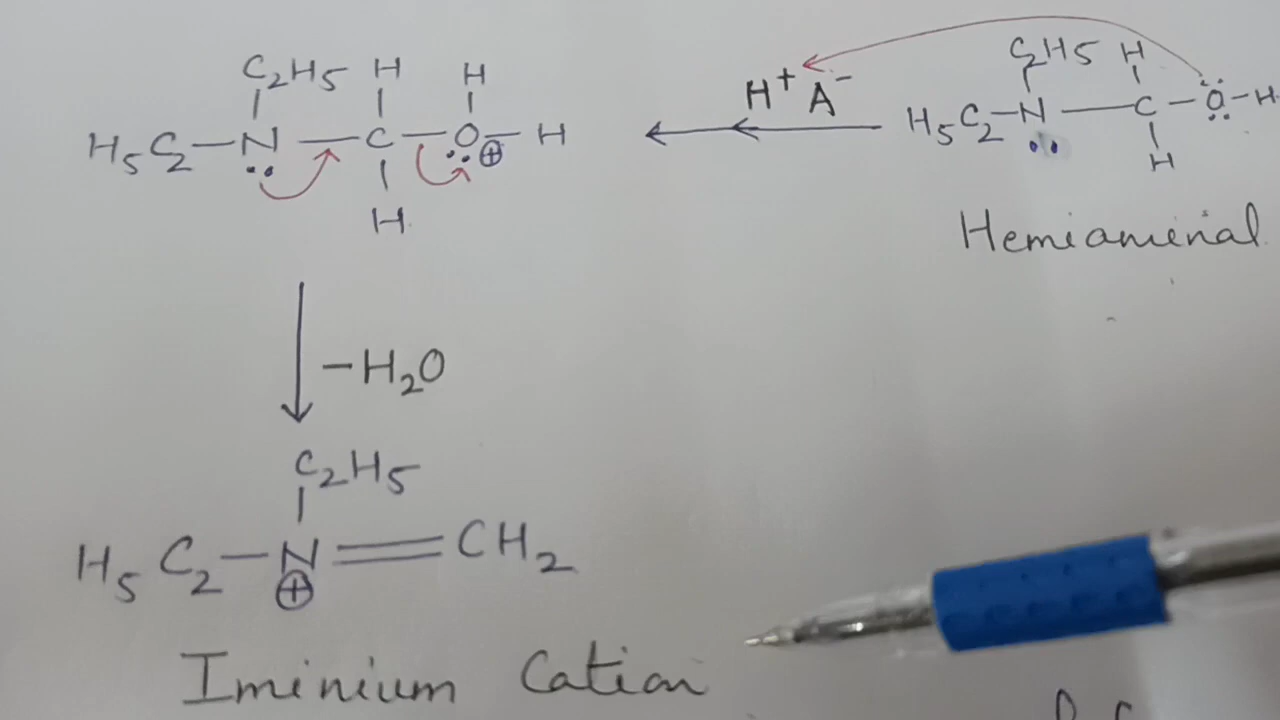 C2H5 H H
H5C2—N—C—O—H
⊕
H
H+ A-
C2H5 H
H5C2—N—C—O—H
H
Hemiaminal
-H2O
C2H5
H5C2—N=CH2
⊕
Iminium Cation